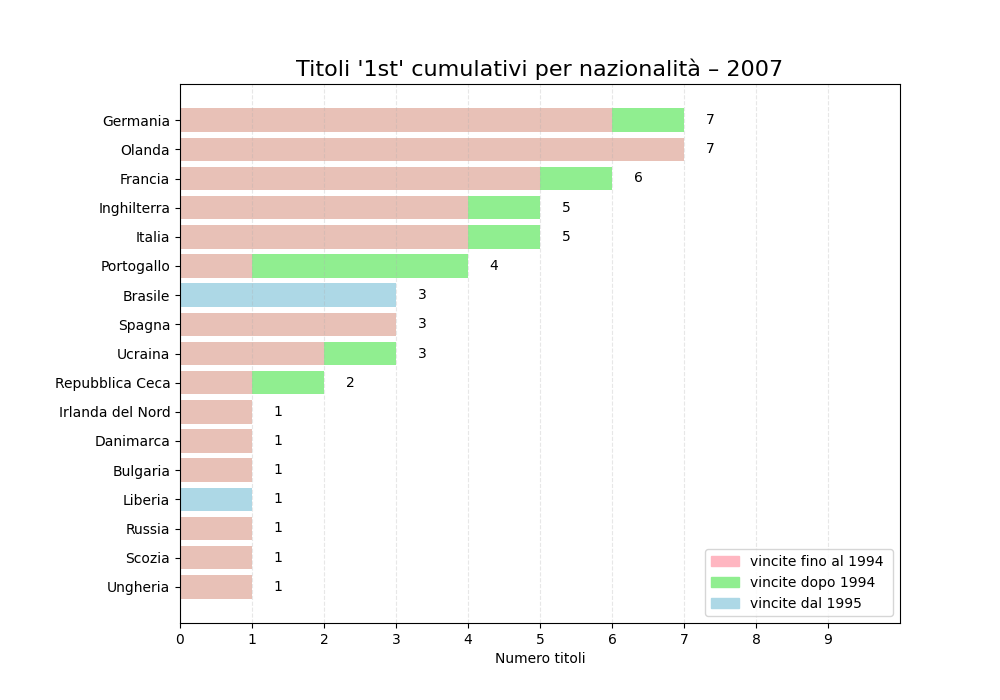 Titoli '1st' cumulativi per nazionalità – 2007
Germania 7
Olanda 7
Francia 6
Inghilterra 5
Italia 5
Portogallo 4
Brasile 3
Spagna 3
Ucraina 3
Repubblica Ceca 2
Irlanda del Nord 1
Danimarca 1
Bulgaria 1
Liberia 1
Russia 1
Scozia 1
Ungheria 1
vincite fino al 1994
vincite dopo 1994
vincite dal 1995
0 1 2 3 4 5 6 7 8 9
Numero titoli